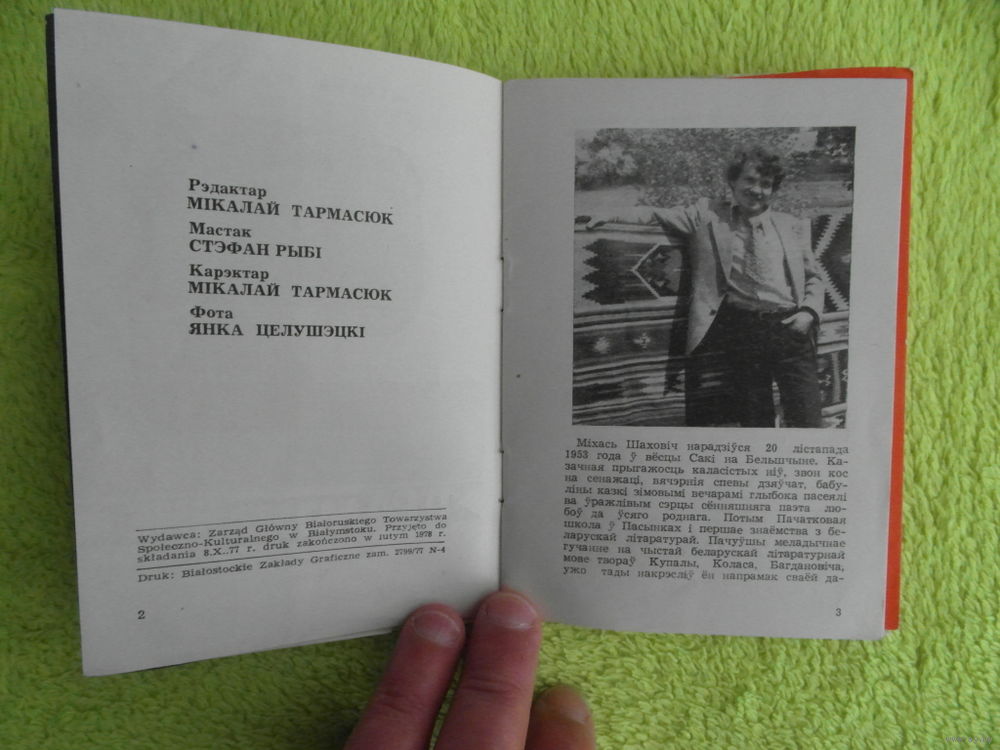 Рэдактар
МІКАЛАЙ ТАРМАСЮК
Мастак
СТЭФАН РЫБІ
Карэктар
МІКАЛАЙ ТАРМАСЮК
Фота
ЯНКА ЦЕЛУШЭЦКІ
Wydawca: Zarząd Główny Białoruskiego Towarzystwa
Społeczno-Kulturalnego w Białymstoku. Przyjęto do
składania 8.X..77 r. druk zakończono w lutym 1978 r.
Druk: Białostockie Zakłady Graficzne zam. 2799/77 N-4
2
Міхась Шаховіч нарадзіўся 20 лістапада
1953 года ў вёсцы Сакі на Бельшчыне. Ка-
зачная прыгажосць каласістых ніў, звон кос
на сенажаці, вячэрнія спевы дзяўчат, бабу-
ліны казкі зімовымі вечарамі глыбока пасеялі
ва ўражлівым сэрцы сённяшняга паэта лю-
боў да ўсяго роднага. Потым Пачатковая
школа ў Пасынках і першае знаёмства з бе-
ларускай літаратурай. Пачуўшы меладычнае
гучанне на чыстай беларускай літаратурнай
мове твораў Купалы, Коласа, Багдановіча,
ужо тады накрэсліў ён напрамак сваёй да-
3